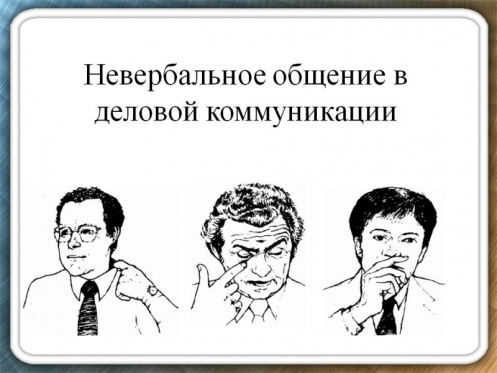 Невербальное общение в
деловой коммуникации